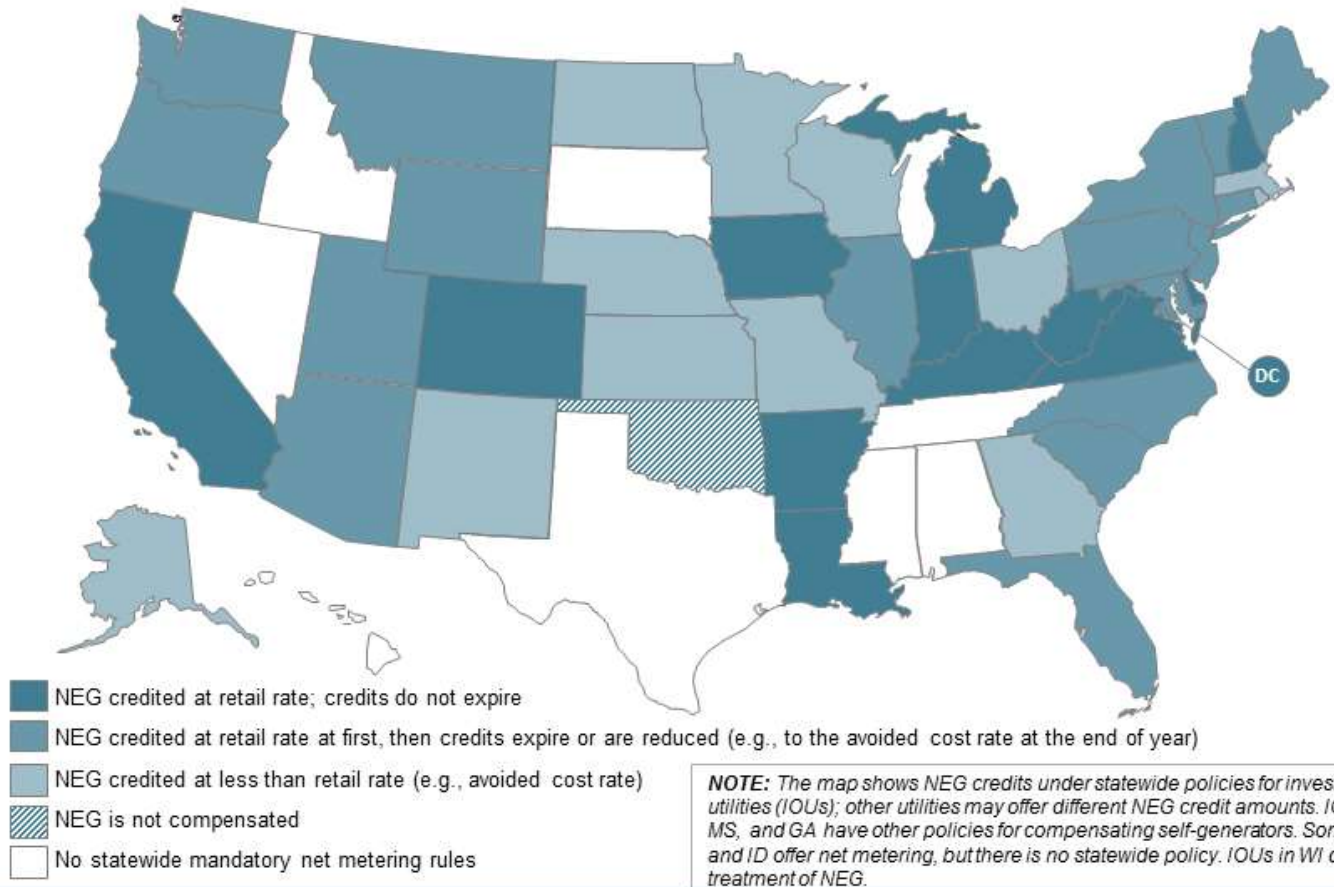 DC
NEG credited at retail rate; credits do not expire
NEG credited at retail rate at first, then credits expire or are reduced (e.g., to the avoided cost rate at the end of year)
NEG credited at less than retail rate (e.g., avoided cost rate)
NEG is not compensated
No statewide mandatory net metering rules
NOTE: The map shows NEG credits under statewide policies for
utilities (IOUs); other utilities may offer different NEG credit amounts.
MS, and GA have other policies for compensating self-generators.
and ID offer net metering, but there is no statewide policy. IOUs in WI
treatment of NEG.